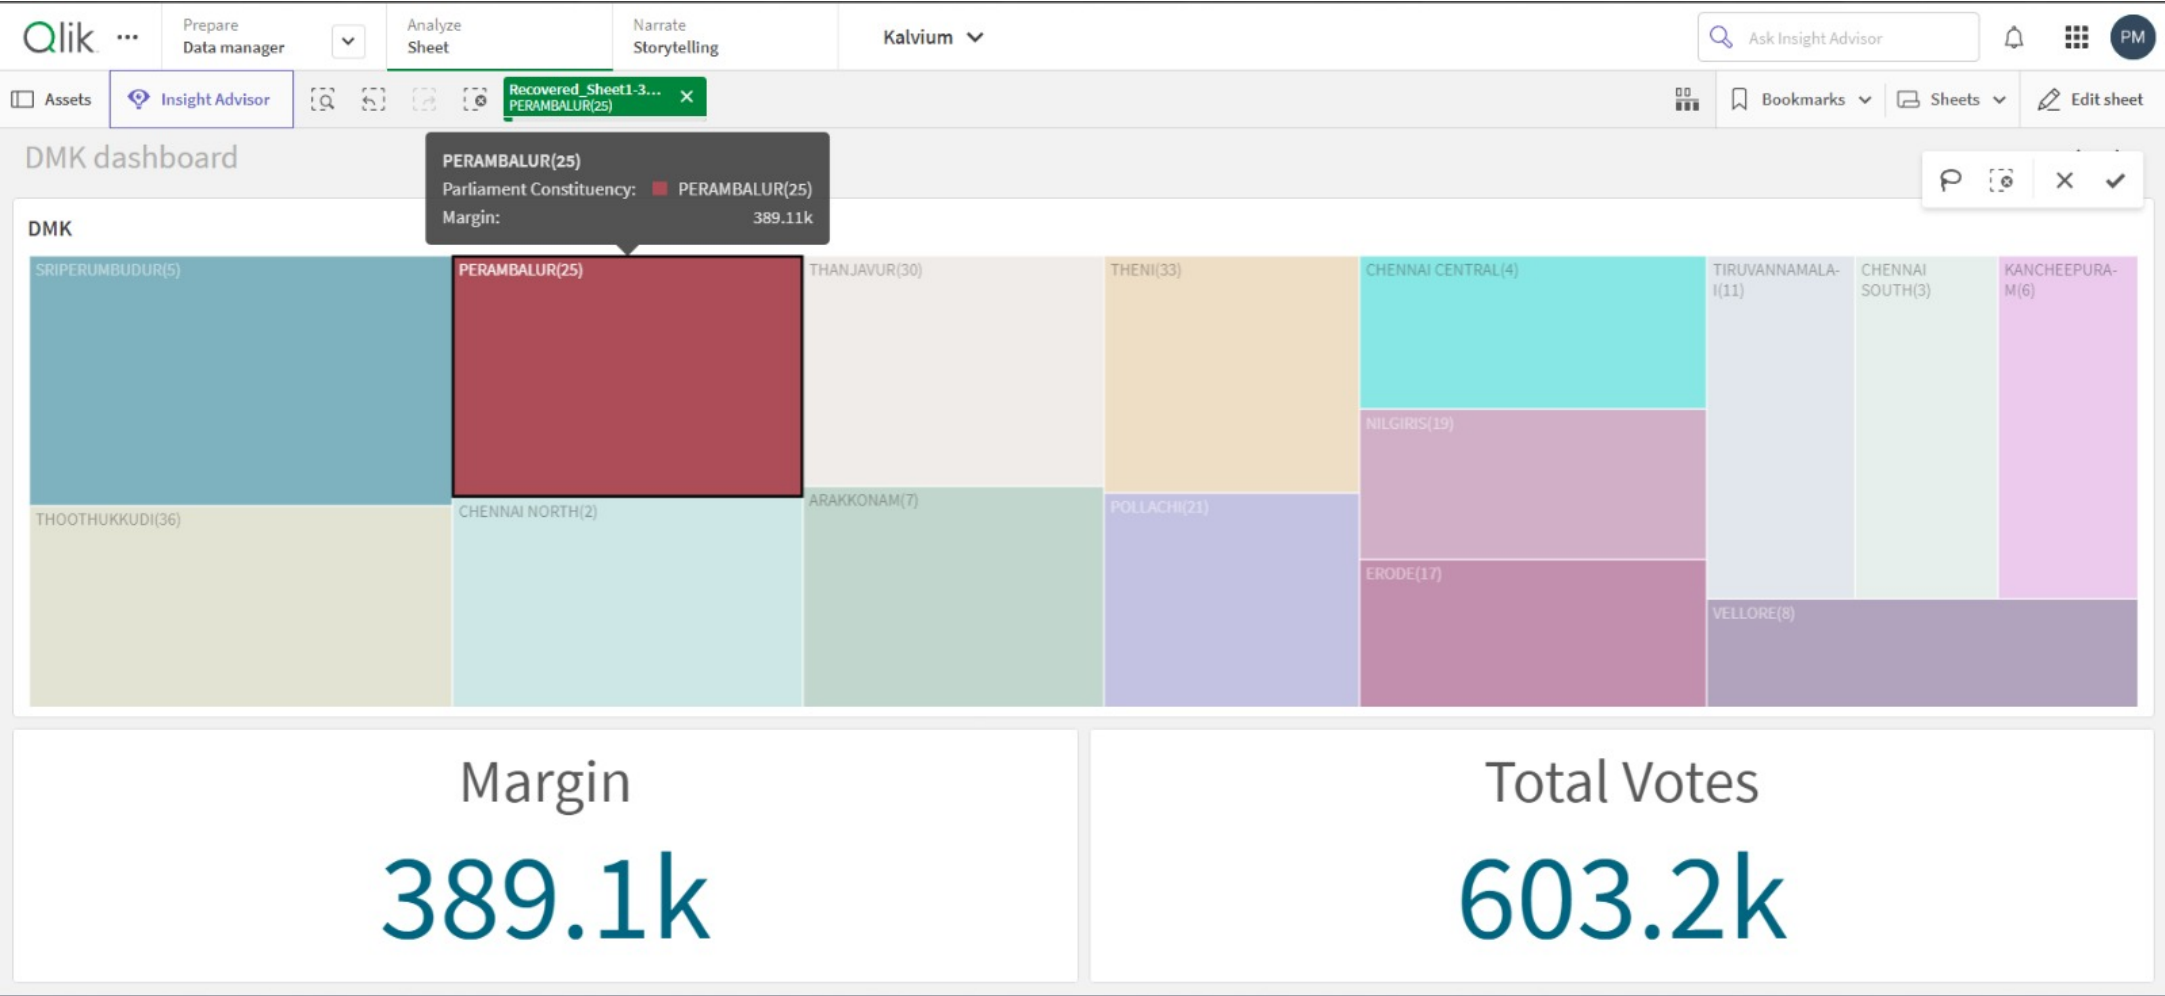 Qlik
Prepare
Data manager
Analyze
Sheet
Narrate
Storytelling
Kalvium
Ask Insight Advisor
PM
Assets
Insight Advisor
Recovered_Sheet1-3...
PERAMBALUR(25)
Bookmarks
Sheets
Edit sheet
DMK dashboard
PERAMBALUR(25)
Parliament Constituency: PERAMBALUR(25)
Margin: 389.11k
DMK
SRIPERUMBUDUR(5)
PERAMBALUR(25)
THANJAVUR(30)
THENI(33)
CHENNAI CENTRAL(4)
TIRUVANNAMALA-
I(11)
CHENNAI
SOUTH(3)
KANCHEEPURA-
M(6)
NILGIRIS(19)
ARAKKONAM(7)
POLLACHI(21)
CHENNAI NORTH(2)
THOOTHUKKUDI(36)
ERODE(17)
VELLORE(8)
Margin
389.1k
Total Votes
603.2k